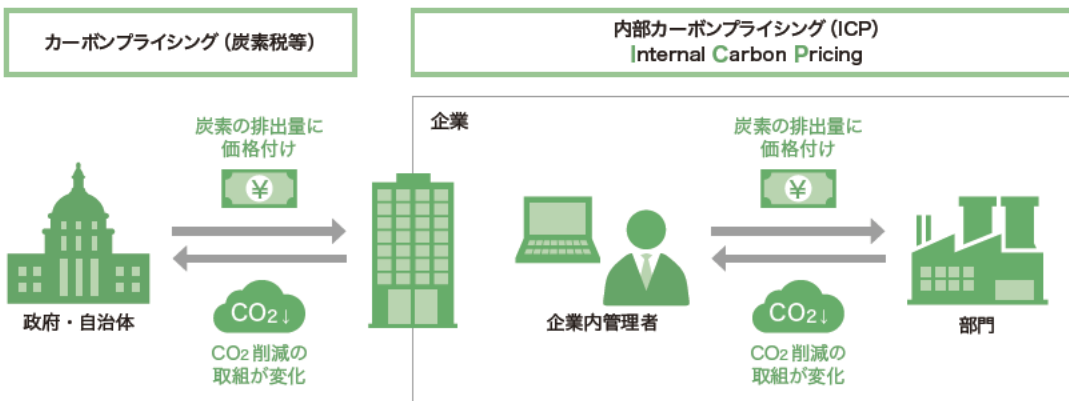 カーボンプライシング（炭素税等）
内部カーボンプライシング（ICP）
Internal Carbon Pricing
炭素の排出量に
価格付け
¥
政府・自治体
CO₂↓
CO₂削減の
取組が変化
企業
企業内管理者
炭素の排出量に
価格付け
¥
CO₂↓
CO₂削減の
取組が変化
部門